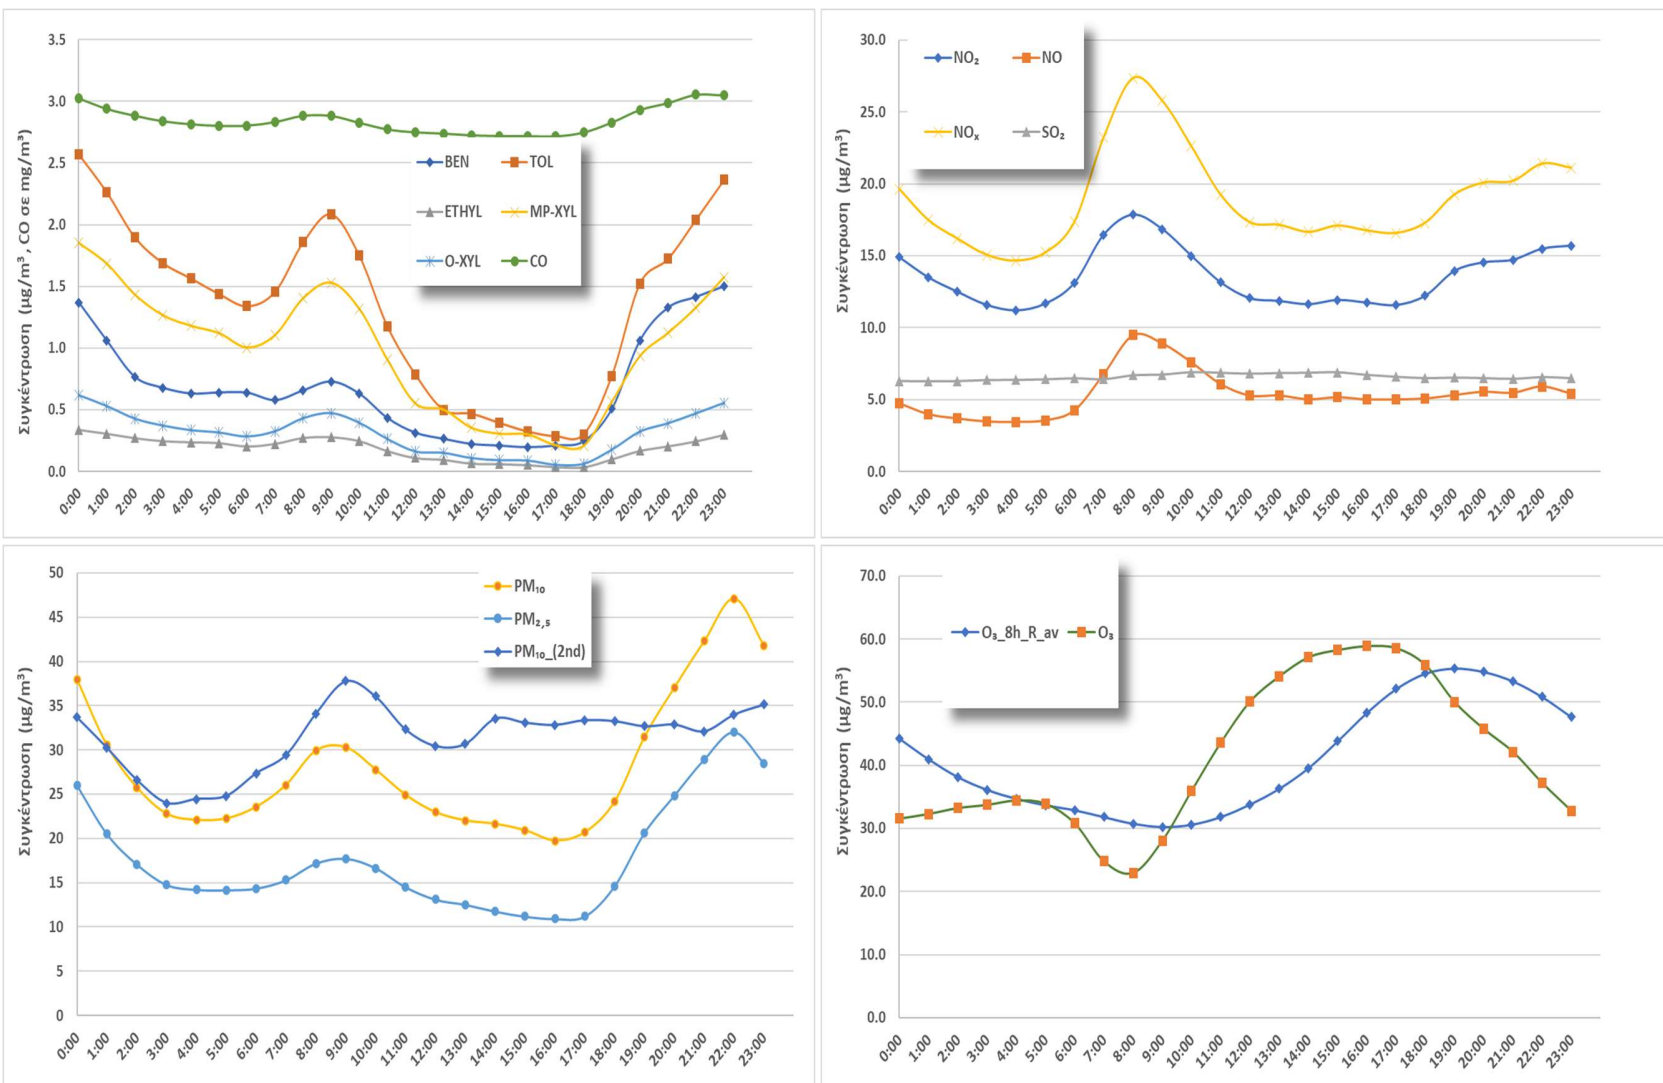 3.5
3.0
2.5
2.0
1.5
1.0
0.5
0.0
Συγκέντρωση (μg/m³ , CO σε mg/m³)
BEN TOL
ETHYL MP-XYL
O-XYL CO
0:00 1:00 2:00 3:00 4:00 5:00 6:00 7:00 8:00 9:00 10:00 11:00 12:00 13:00 14:00 15:00 16:00 17:00 18:00 19:00 20:00 21:00 22:00 23:00
30.0
25.0
20.0
15.0
10.0
5.0
0.0
Συγκέντρωση (μg/m³)
NO₂ NO
NOₓ SO₂
0:00 1:00 2:00 3:00 4:00 5:00 6:00 7:00 8:00 9:00 10:00 11:00 12:00 13:00 14:00 15:00 16:00 17:00 18:00 19:00 20:00 21:00 22:00 23:00
50
45
40
35
30
25
20
15
10
5
0
Συγκέντρωση (μg/m³)
PM₁₀
PM₂,₅
PM₁₀_(2nd)
0:00 1:00 2:00 3:00 4:00 5:00 6:00 7:00 8:00 9:00 10:00 11:00 12:00 13:00 14:00 15:00 16:00 17:00 18:00 19:00 20:00 21:00 22:00 23:00
70.0
60.0
50.0
40.0
30.0
20.0
10.0
0.0
Συγκέντρωση (μg/m³)
O₃_8h_R_av O₃
0:00 1:00 2:00 3:00 4:00 5:00 6:00 7:00 8:00 9:00 10:00 11:00 12:00 13:00 14:00 15:00 16:00 17:00 18:00 19:00 20:00 21:00 22:00 23:00